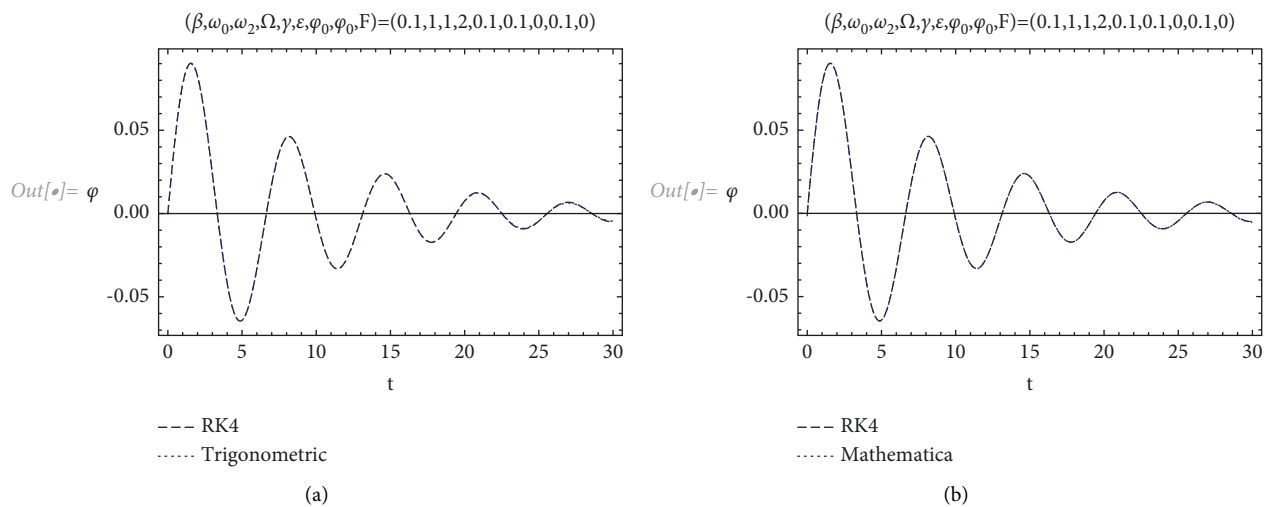 (β,ω₀,ω₂,Ω,γ,ε,φ₀,φ₀,F)=(0.1,1,1,2,0.1,0.1,0,0.1,0)
0.05
Out[•]= φ
0.00
-0.05
0 5 10 15 20 25 30
t
--- RK4
...... Trigonometric
(a)
(β,ω₀,ω₂,Ω,γ,ε,φ₀,φ₀,F)=(0.1,1,1,2,0.1,0.1,0,0.1,0)
0.05
Out[•]= φ
0.00
-0.05
0 5 10 15 20 25 30
t
--- RK4
...... Mathematica
(b)